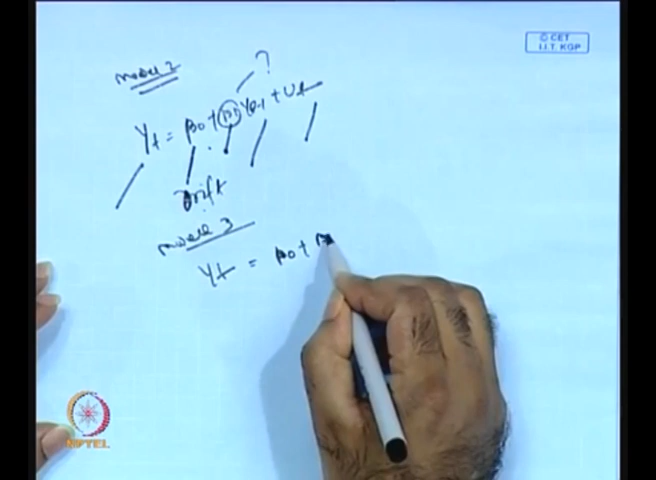 © CET
I.I.T. KGP
Model 2
?
Yt = β0 + β1 Yt-1 + Ut
Drift
Model 3
Yt = β0 + β
NPTEL